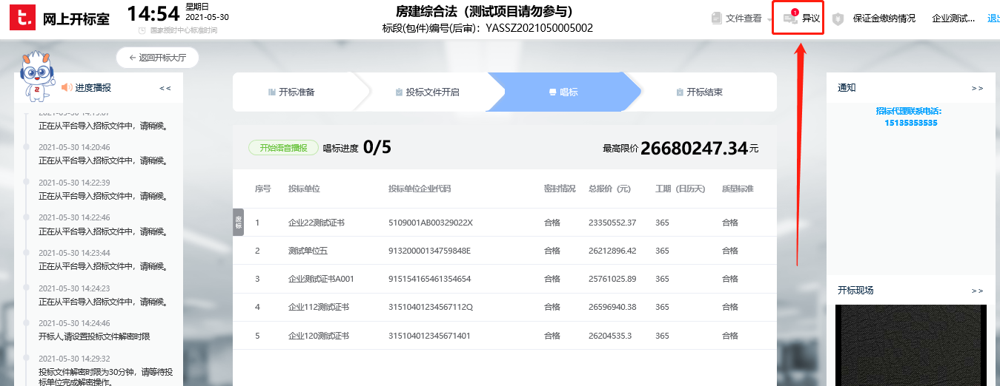 网上开标室
14:54
星期日
2021-05-30
国家授时中心标准时间
房建综合法（测试项目请勿参与）
标段(包件)编号(后审)：YASSZ2021050005002
文件查看
1
异议
保证金缴纳情况
企业测试...
← 返回开标大厅
进度播报
<<
正在从平台导入招标文件中，请稍候。
2021-05-30 14:20:46
正在从平台导入招标文件中，请稍候。
2021-05-30 14:22:39
正在从平台导入招标文件中，请稍候。
2021-05-30 14:22:46
正在从平台导入招标文件中，请稍候。
2021-05-30 14:23:44
正在从平台导入招标文件中，请稍候。
2021-05-30 14:24:23
正在从平台导入招标文件中，请稍候。
2021-05-30 14:24:46
开标人,请设置投标文件解密时限
2021-05-30 14:29:32
投标文件解密时限为30分钟，请等待投
标单位完成解密操作。
开标准备
投标文件开启
唱标
开标结束
开始语音播报
唱标进度 0/5
最高限价 26680247.34 元
序号 投标单位 投标单位企业代码 密封情况 总报价（元） 工期（日历天） 质量标准
废标
1 企业22测试证书 5109001AB00329022X 合格 23350552.37 365 合格
2 测试单位五 91320000134759848E 合格 26212896.42 365 合格
3 企业测试证书A001 915154165461354654 合格 25761025.89 365 合格
4 企业112测试证书 31510401234567112Q 合格 26596940.38 365 合格
5 企业120测试证书 315104012345671401 合格 26204535.3 365 合格
通知
>>
招标代理联系电话：
15135353535
开标现场
>>